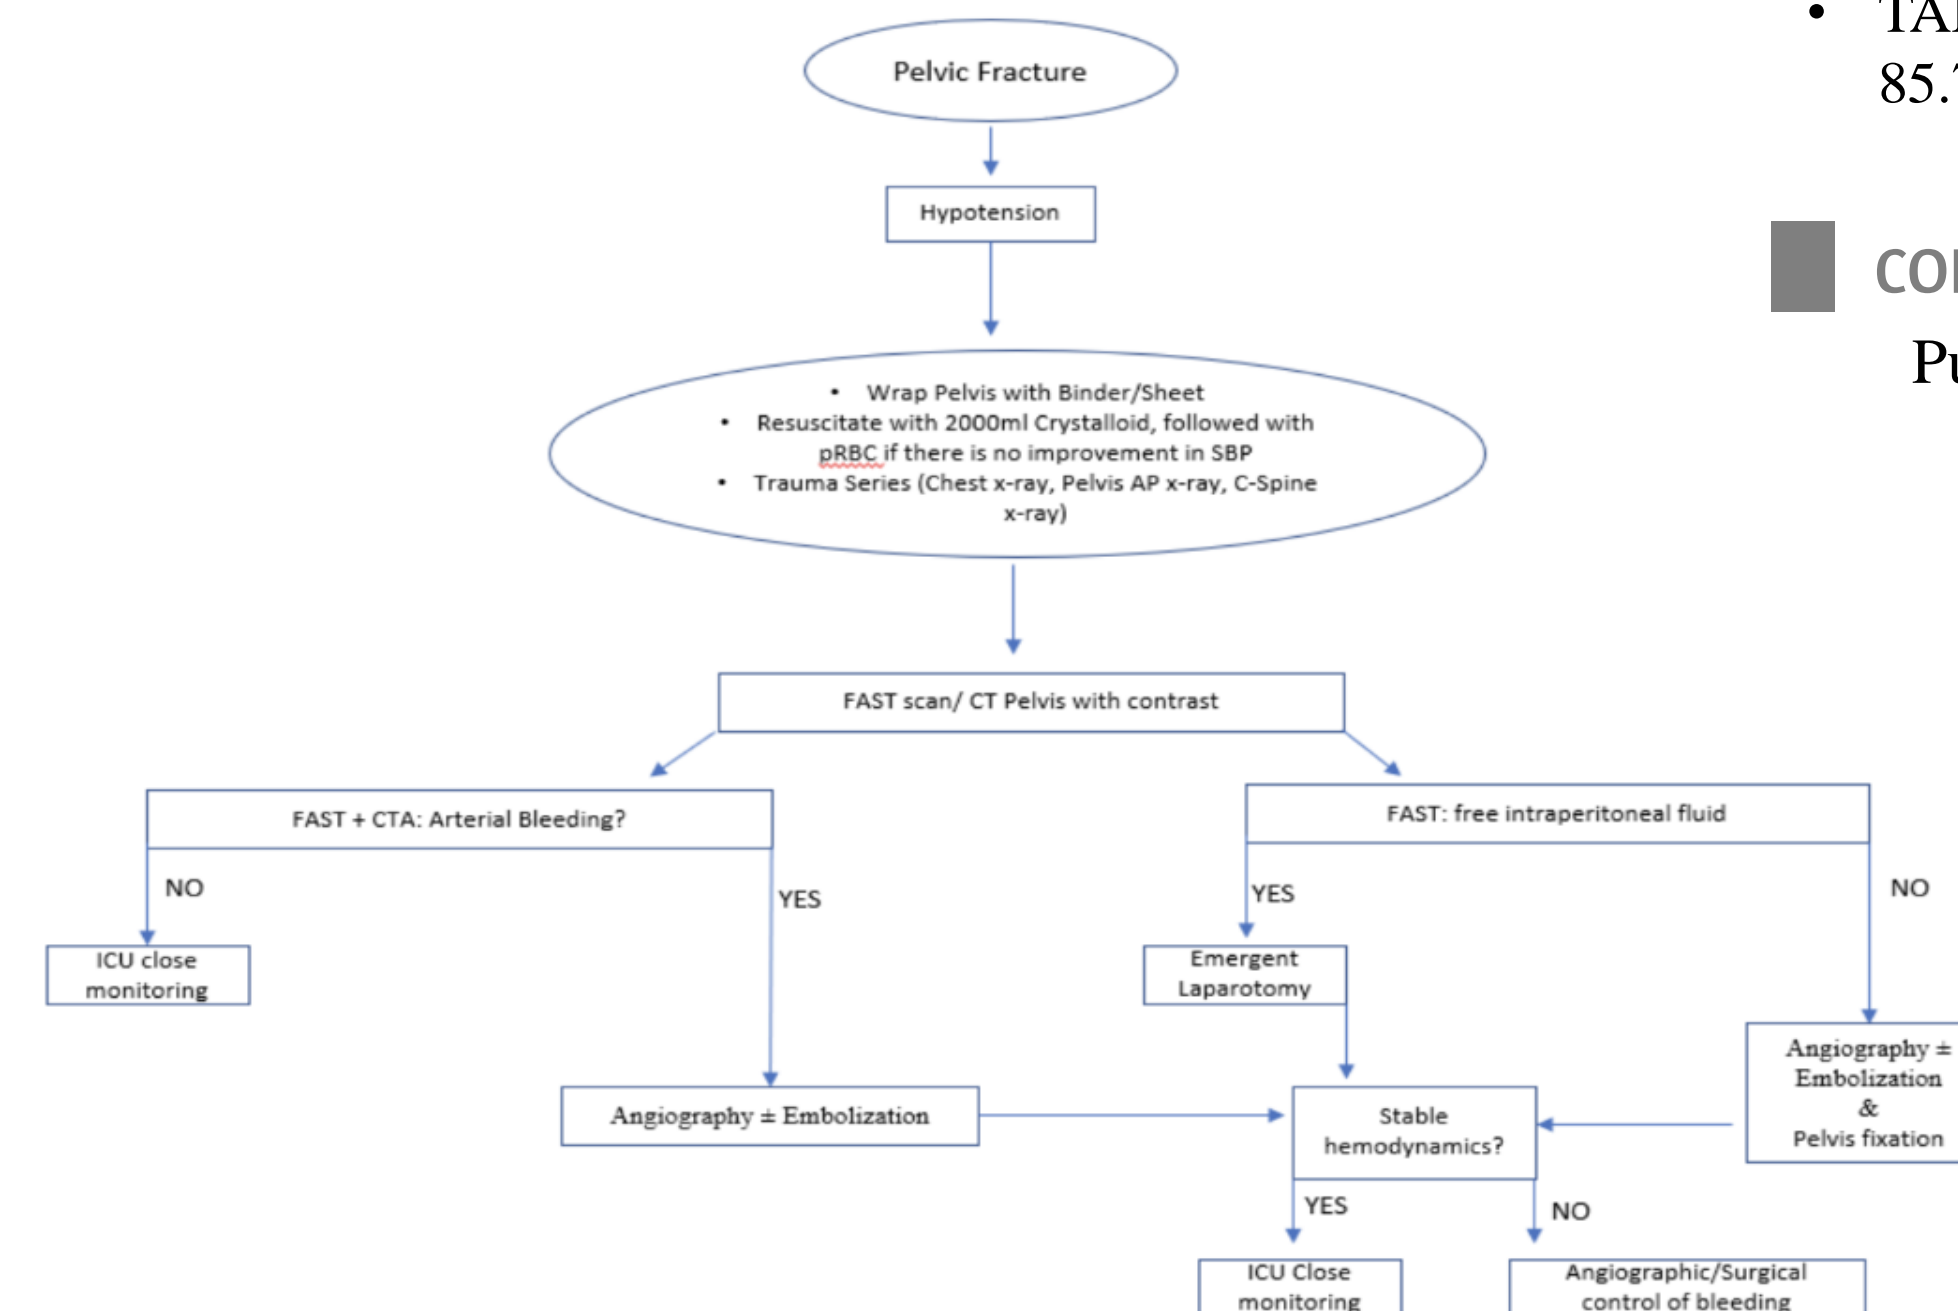 Pelvic Fracture
Hypotension
• Wrap Pelvis with Binder/Sheet
• Resuscitate with 2000ml Crystalloid, followed with
pRBC if there is no improvement in SBP
• Trauma Series (Chest x-ray, Pelvis AP x-ray, C-Spine
x-ray)
FAST scan/ CT Pelvis with contrast
FAST + CTA: Arterial Bleeding?
NO
YES
ICU close
monitoring
Angiography ± Embolization
FAST: free intraperitoneal fluid
YES
NO
Emergent
Laparotomy
Angiography ±
Embolization
&
Pelvis fixation
Stable
hemodynamics?
YES
NO
ICU Close
monitoring
Angiographic/Surgical
control of bleeding
•
85.